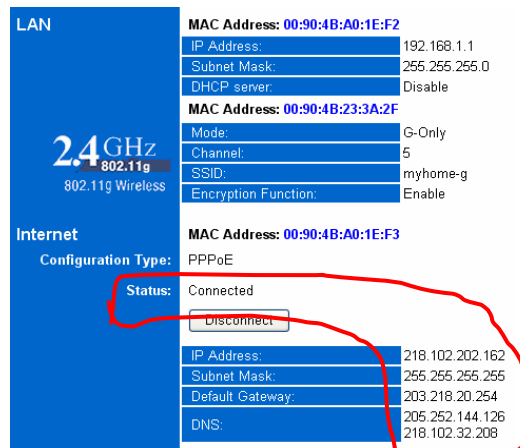 LAN
MAC Address: 00:90:4B:A0:1E:F2
IP Address: 192.168.1.1
Subnet Mask: 255.255.255.0
DHCP server: Disable
MAC Address: 00:90:4B:23:3A:2F
2.4 GHz
802.11g
802.11g Wireless
Mode: G-Only
Channel: 5
SSID: myhome-g
Encryption Function: Enable
Internet
MAC Address: 00:90:4B:A0:1E:F3
Configuration Type: PPPoE
Status: Connected
Disconnect
IP Address: 218.102.202.162
Subnet Mask: 255.255.255.255
Default Gateway: 203.218.20.254
DNS: 205.252.144.126
218.102.32.208